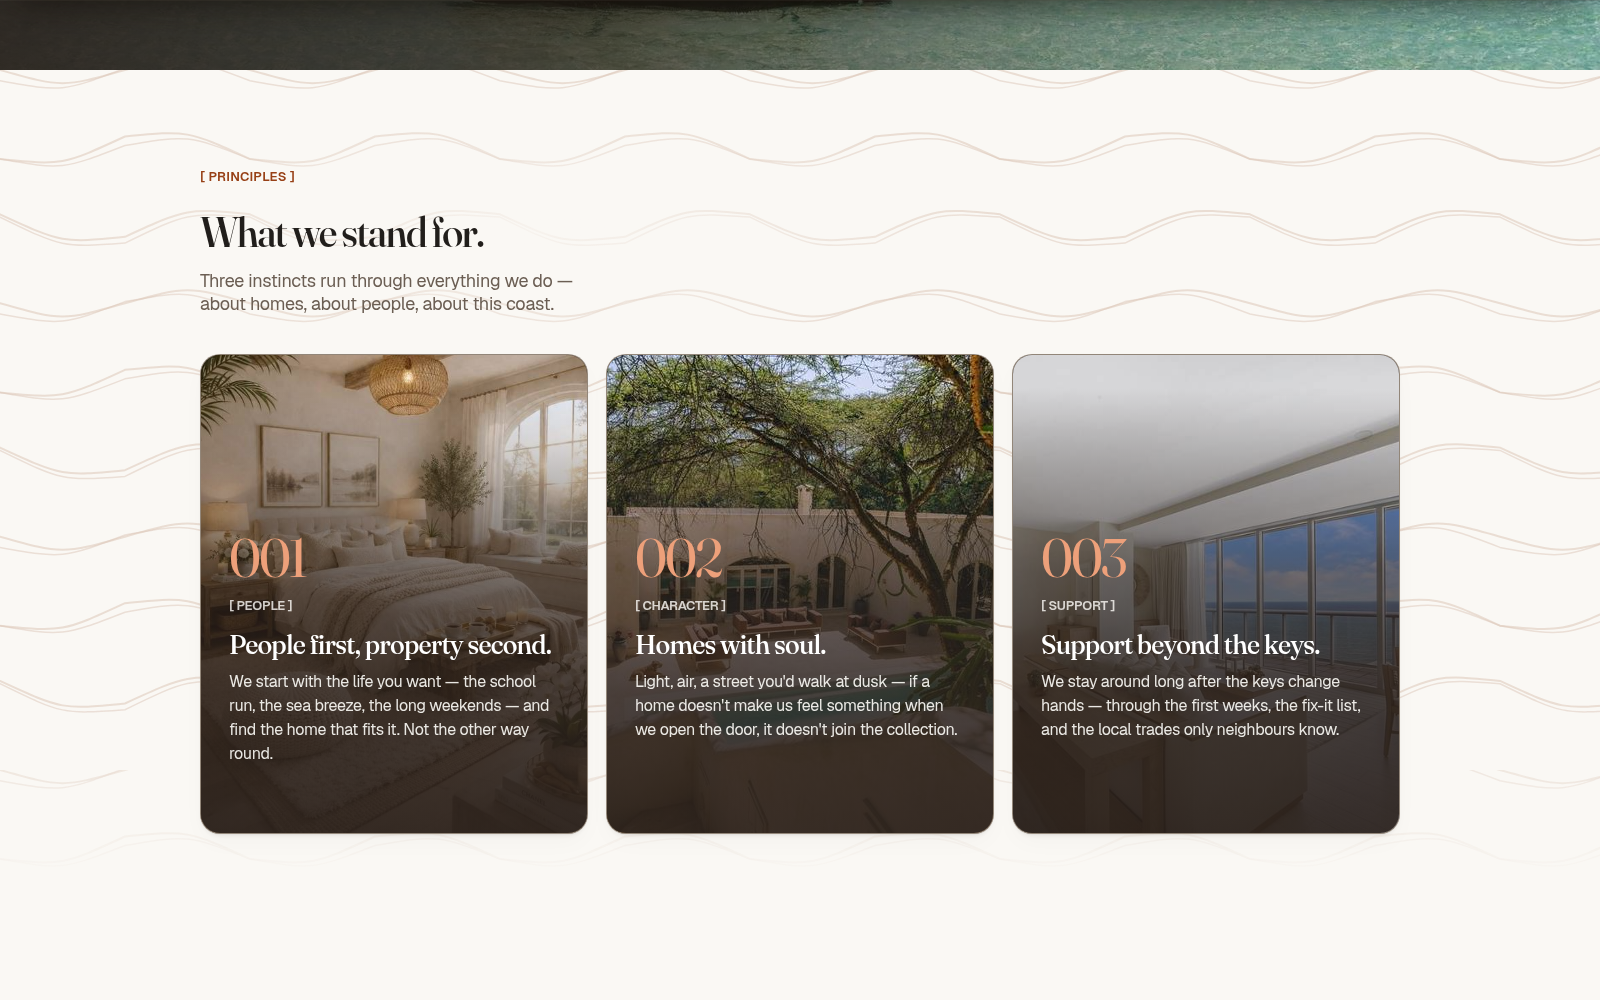 [ PRINCIPLES ]
What we stand for.
Three instincts run through everything we do —
about homes, about people, about this coast.
001
[ PEOPLE ]
People first, property second.
We start with the life you want — the school
run, the sea breeze, the long weekends — and
find the home that fits it. Not the other way
round.
002
[ CHARACTER ]
Homes with soul.
Light, air, a street you'd walk at dusk — if a
home doesn't make us feel something when
we open the door, it doesn't join the collection.
003
[ SUPPORT ]
Support beyond the keys.
We stay around long after the keys change
hands — through the first weeks, the fix-it list,
and the local trades only neighbours know.